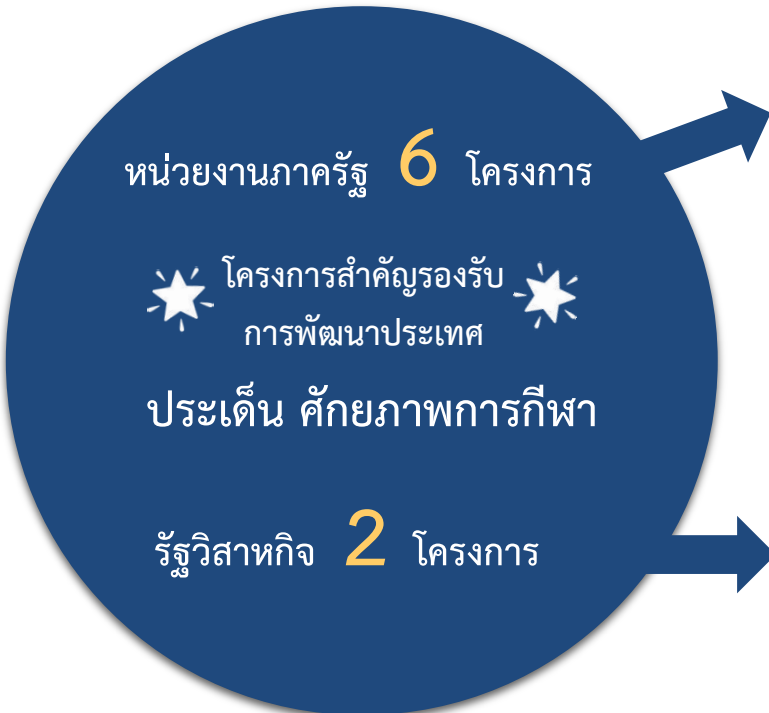 หน่วยงานภาครัฐ 6 โครงการ
โครงการสำคัญรองรับ
การพัฒนาประเทศ
ประเด็น ศักยภาพการกีฬา
รัฐวิสาหกิจ 2 โครงการ